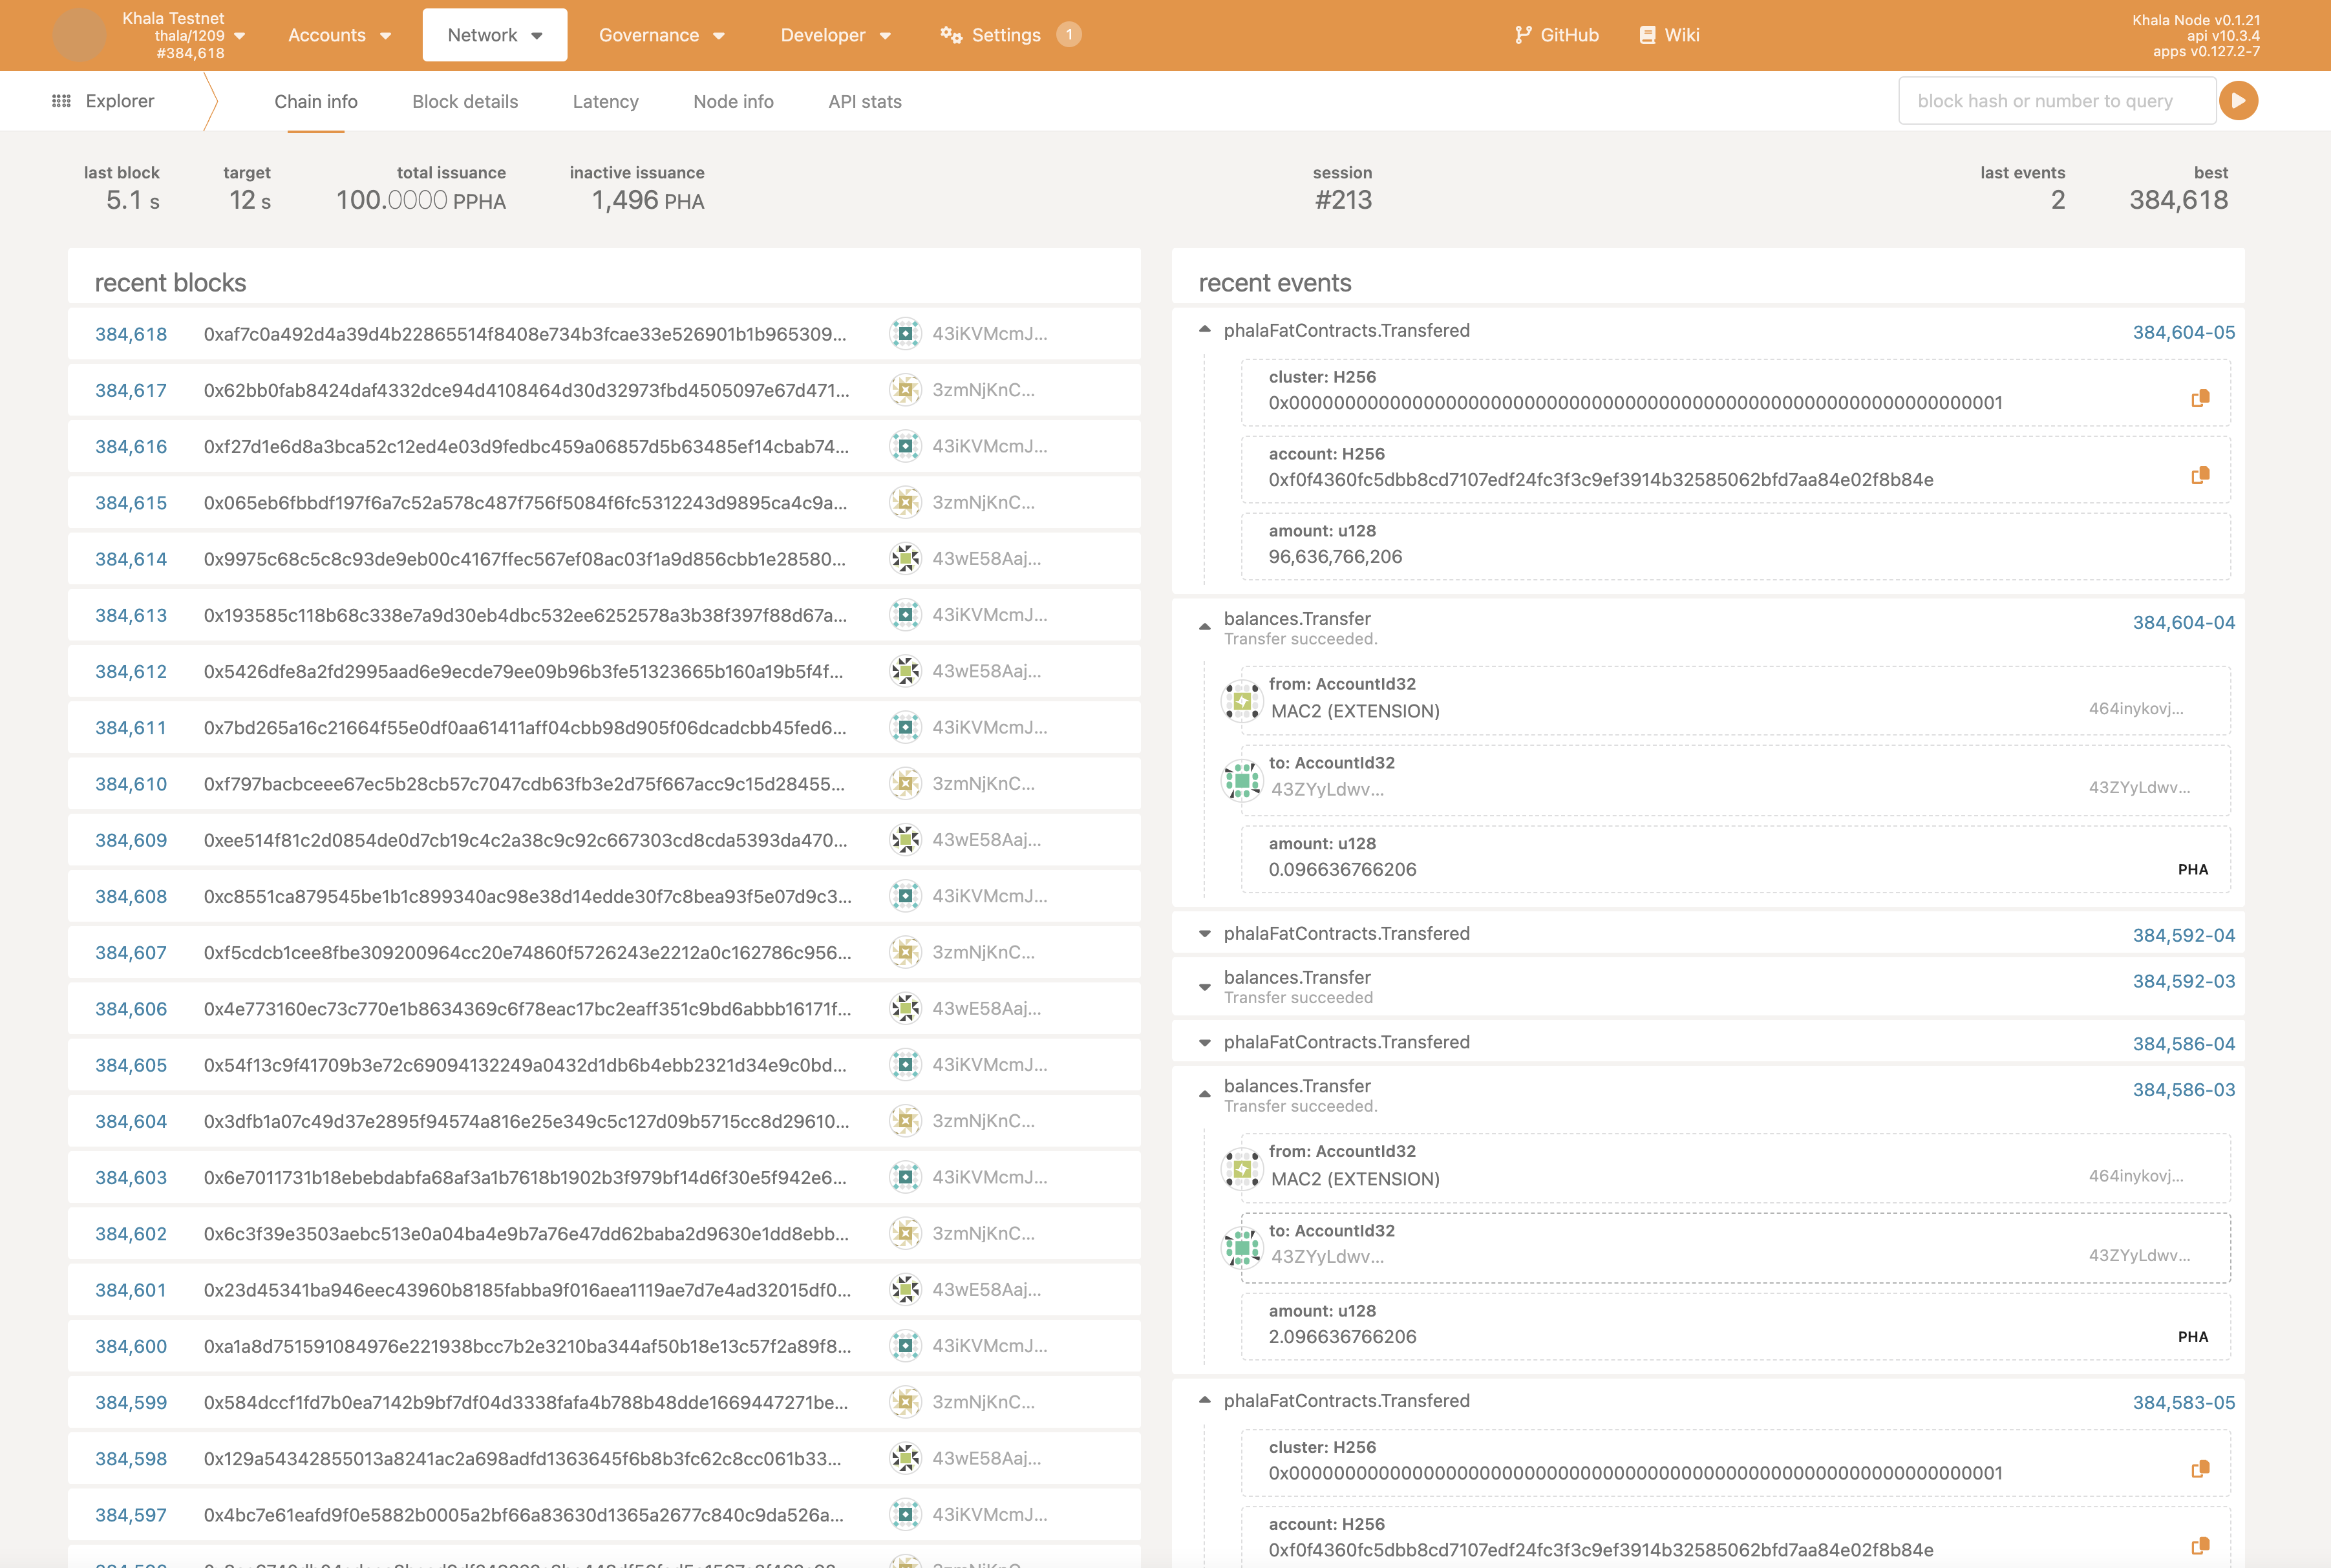 Khala Testnet
thala/1209
#384,618
Accounts
Network
Governance
Developer
Settings
1
GitHub
Wiki
Khala Node v0.1.21
api v10.3.4
apps v0.127.2-7
Explorer
Chain info
Block details
Latency
Node info
API stats
block hash or number to query
last block
5.1 s
target
12 s
total issuance
100.0000 PPHA
inactive issuance
1,496 PHA
session
#213
last events
2
best
384,618
recent blocks
384,618 0xaf7c0a492d4a39d4b22865514f8408e734b3fcae33e526901b1b965309... 43iKVMcmJ...
384,617 0x62bb0fab8424daf4332dce94d4108464d30d32973fbd4505097e67d471... 3zmNjKnC...
384,616 0xf27d1e6d8a3bca52c12ed4e03d9fedbc459a06857d5b63485ef14cbab74... 43iKVMcmJ...
384,615 0x065eb6fbbdf197f6a7c52a578c487f756f5084f6fc5312243d9895ca4c9a... 3zmNjKnC...
384,614 0x9975c68c5c8c93de9eb00c4167ffec567ef08ac03f1a9d856cbb1e28580... 43wE58Aaj...
384,613 0x193585c118b68c338e7a9d30eb4dbc532ee6252578a3b38f397f88d67a... 43iKVMcmJ...
384,612 0x5426dfe8a2fd2995aad6e9ecde79ee09b96b3fe51323665b160a19b5f4f... 43wE58Aaj...
384,611 0x7bd265a16c21664f55e0df0aa61411aff04cbb98d905f06dcadcbb45fed6... 43iKVMcmJ...
384,610 0xf797bacbceee67ec5b28cb57c7047cdb63fb3e2d75f667acc9c15d28455... 3zmNjKnC...
384,609 0xee514f81c2d0854de0d7cb19c4c2a38c9c92c667303cd8cda5393da470... 43wE58Aaj...
384,608 0xc8551ca879545be1b1c899340ac98e38d14edde30f7c8bea93f5e07d9c3... 43iKVMcmJ...
384,607 0xf5cdcb1cee8fbe309200964cc20e74860f5726243e2212a0c162786c956... 3zmNjKnC...
384,606 0x4e773160ec73c770e1b8634369c6f78eac17bc2eaff351c9bd6abbb16171f... 43wE58Aaj...
384,605 0x54f13c9f41709b3e72c69094132249a0432d1db6b4ebb2321d34e9c0bd... 43iKVMcmJ...
384,604 0x3dfb1a07c49d37e2895f94574a816e25e349c5c127d09b5715cc8d29610... 3zmNjKnC...
384,603 0x6e7011731b18ebebdabfa68af3a1b7618b1902b3f979bf14d6f30e5f942e6... 43iKVMcmJ...
384,602 0x6c3f39e3503aebc513e0a04ba4e9b7a76e47dd62baba2d9630e1dd8ebb... 3zmNjKnC...
384,601 0x23d45341ba946eec43960b8185fabba9f016aea1119ae7d7e4ad32015df0... 43wE58Aaj...
384,600 0xa1a8d751591084976e221938bcc7b2e3210ba344af50b18e13c57f2a89f8... 43iKVMcmJ...
384,599 0x584dccf1fd7b0ea7142b9bf7df04d3338fafa4b788b48dde1669447271be... 3zmNjKnC...
384,598 0x129a54342855013a8241ac2a698adfd1363645f6b8b3fc62c8cc061b33... 43wE58Aaj...
384,597 0x4bc7e61eafd9f0e5882b0005a2bf66a83630d1365a2677c840c9da526a... 43iKVMcmJ...
recent events
phalaFatContracts.Transfered 384,604-05
cluster: H256
0x0000000000000000000000000000000000000000000000000000000000000001
account: H256
0xf0f4360fc5dbb8cd7107edf24fc3f3c9ef3914b32585062bfd7aa84e02f8b84e
amount: u128
96,636,766,206
balances.Transfer 384,604-04
Transfer succeeded.
from: AccountId32
MAC2 (EXTENSION) 464inykovj...
to: AccountId32
43ZYyLdwv... 43ZYyLdwv...
amount: u128
0.096636766206 PHA
phalaFatContracts.Transfered 384,592-04
balances.Transfer 384,592-03
Transfer succeeded
phalaFatContracts.Transfered 384,586-04
balances.Transfer 384,586-03
Transfer succeeded.
from: AccountId32
MAC2 (EXTENSION) 464inykovj...
to: AccountId32
43ZYyLdwv... 43ZYyLdwv...
amount: u128
2.096636766206 PHA
phalaFatContracts.Transfered 384,583-05
cluster: H256
0x0000000000000000000000000000000000000000000000000000000000000001
account: H256
0xf0f4360fc5dbb8cd7107edf24fc3f3c9ef3914b32585062bfd7aa84e02f8b84e